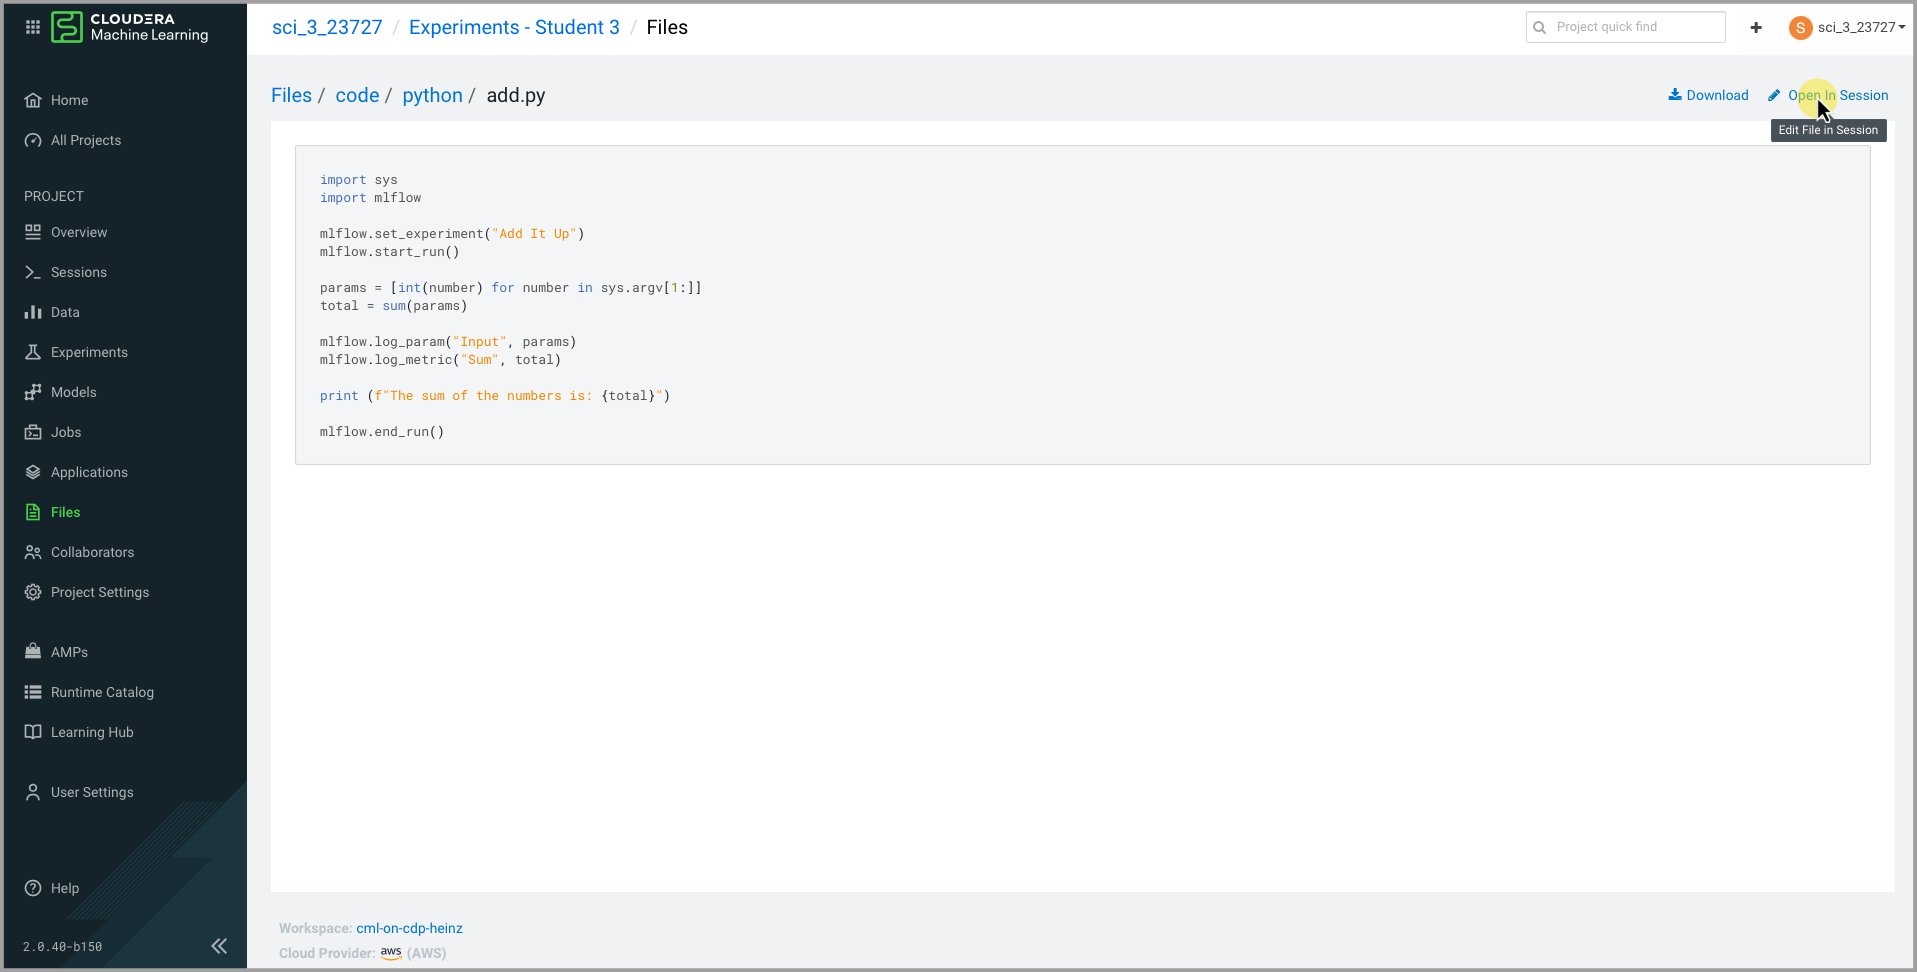 CLOUDERA
Machine Learning
sci_3_23727 / Experiments - Student 3 / Files
Project quick find
+
S sci_3_23727
Home
All Projects
PROJECT
Overview
Sessions
Data
Experiments
Models
Jobs
Applications
Files
Collaborators
Project Settings
AMPs
Runtime Catalog
Learning Hub
User Settings
Help
2.0.40-b150
Files / code / python / add.py
Download
Open In Session
Edit File in Session
import sys
import mlflow
mlflow.set_experiment("Add It Up")
mlflow.start_run()
params = [int(number) for number in sys.argv[1:]]
total = sum(params)
mlflow.log_param("Input", params)
mlflow.log_metric("Sum", total)
print (f"The sum of the numbers is: {total}")
mlflow.end_run()
Workspace: cml-on-cdp-heinz
Cloud Provider: aws (AWS)